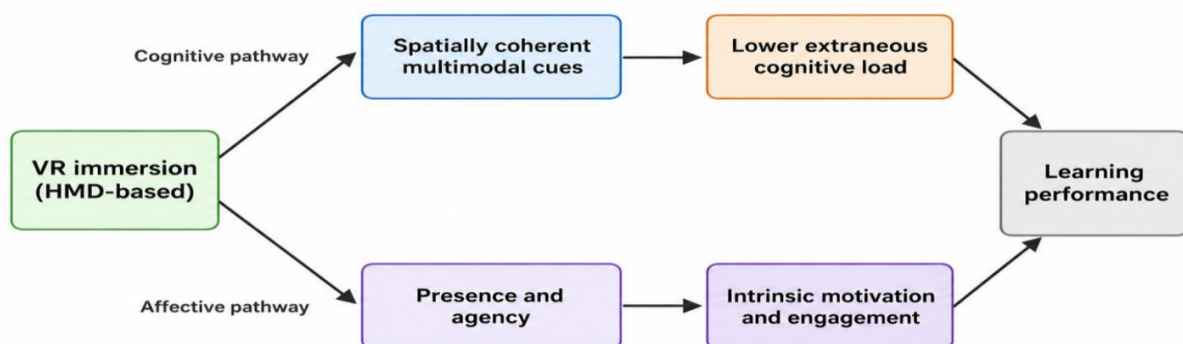 Cognitive pathway
Spatially coherent
multimodal cues
Lower extraneous
cognitive load
VR immersion
(HMD-based)
Learning
performance
Affective pathway
Presence and
agency
Intrinsic motivation
and engagement